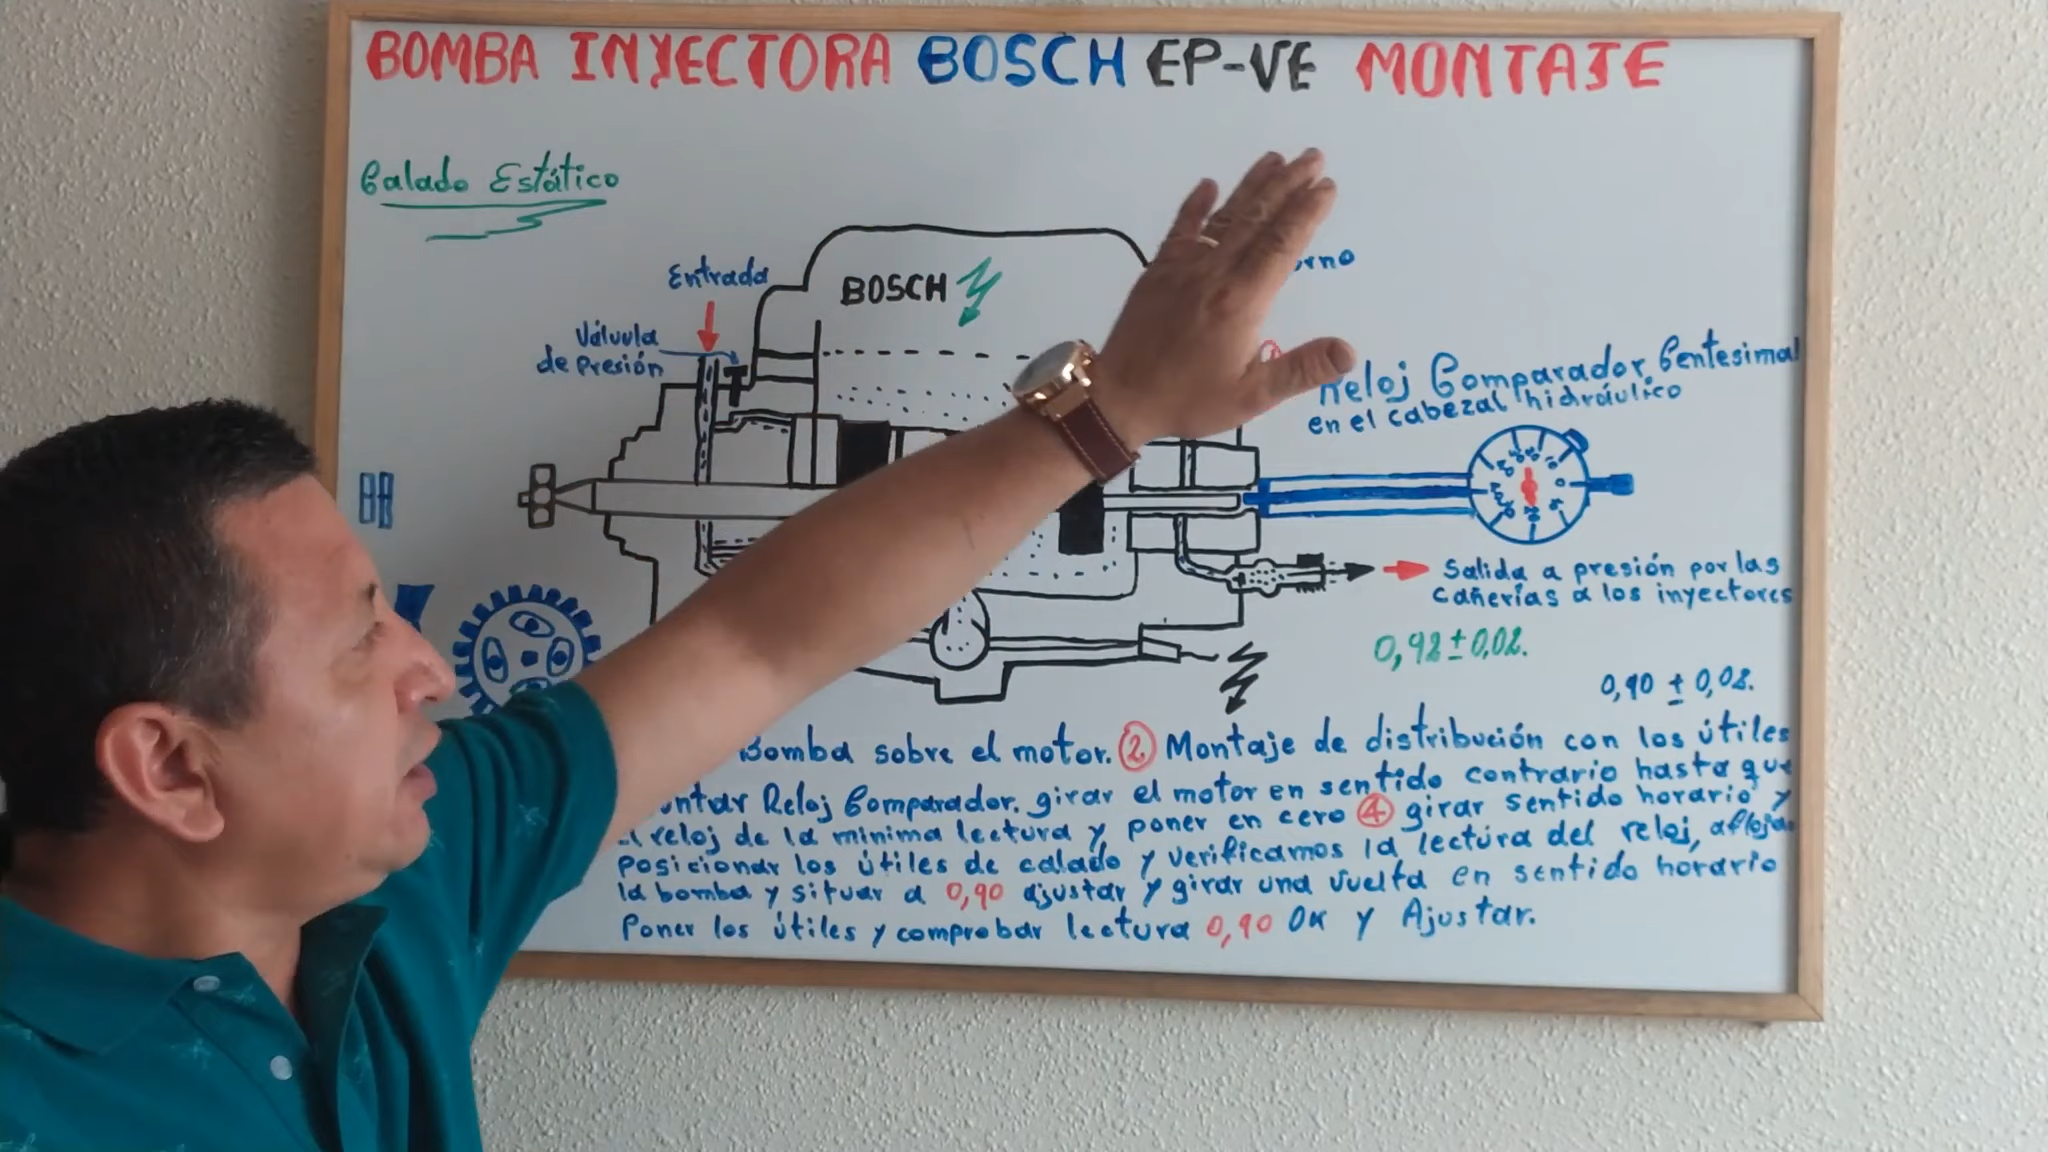 BOMBA INYECTORA BOSCH EP-VE MONTAJE
Calado Estático
Entrada
BOSCH
Válvula
de Presión
Reloj Comparador Centesimal
en el cabezal hidráulico
Salida a presión por las
cañerías a los inyectores
0,92 ± 0,02.
0,90 ± 0,02.
Bomba sobre el motor. ② Montaje de distribución con los útiles
Reloj Comparador. girar el motor en sentido contrario hasta que
reloj de la minima lectura y poner en cero ④ girar sentido horario y
posicionar los útiles de calado y verificamos la lectura del reloj,
la bomba y situar a 0,90 ajustar y girar una vuelta en sentido horario
Poner los útiles y comprobar lectura 0,90 OK y Ajustar.